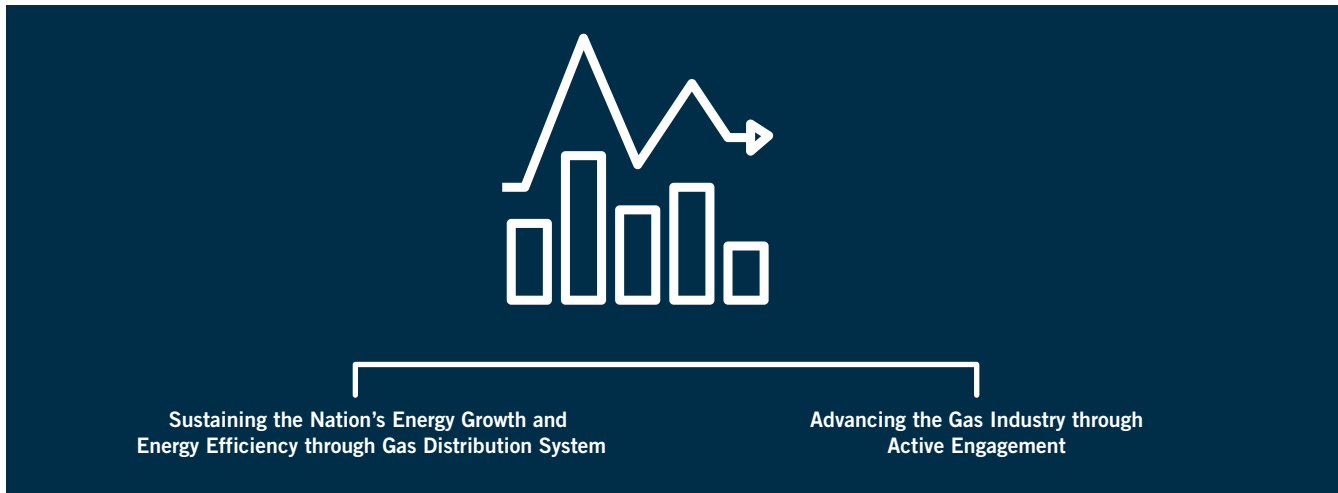 Sustaining the Nation’s Energy Growth and
Energy Efficiency through Gas Distribution System
Advancing the Gas Industry through
Active Engagement